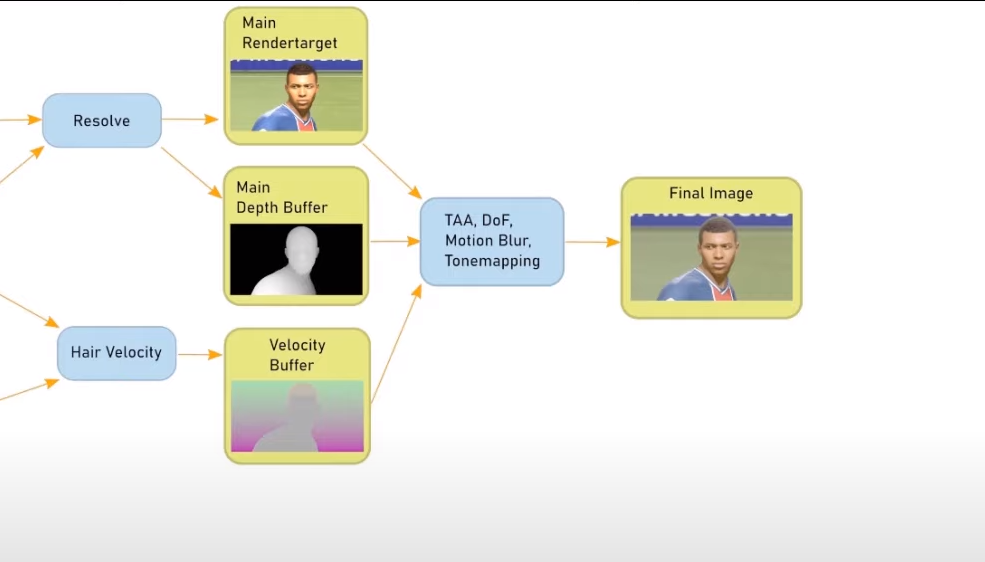 Main
Rendertarget
Resolve
Main
Depth Buffer
TAA, DoF,
Motion Blur,
Tonemapping
Final Image
Hair Velocity
Velocity
Buffer